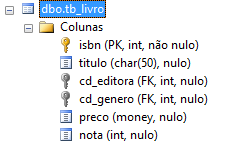 dbo.tb_livro
Colunas
isbn (PK, int, não nulo)
titulo (char(50), nulo)
cd_editora (FK, int, nulo)
cd_genero (FK, int, nulo)
preco (money, nulo)
nota (int, nulo)